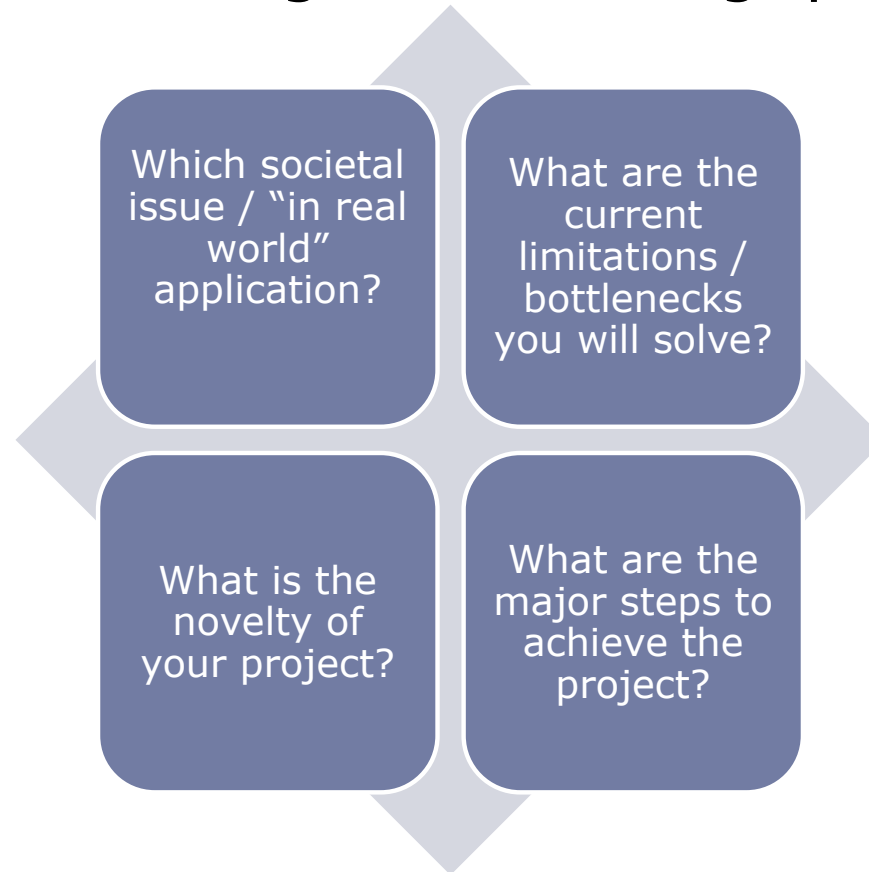 Which societal
issue / “in real
world”
application?
What are the
current
limitations /
bottlenecks
you will solve?
What is the
novelty of
your project?
What are the
major steps to
achieve the
project?